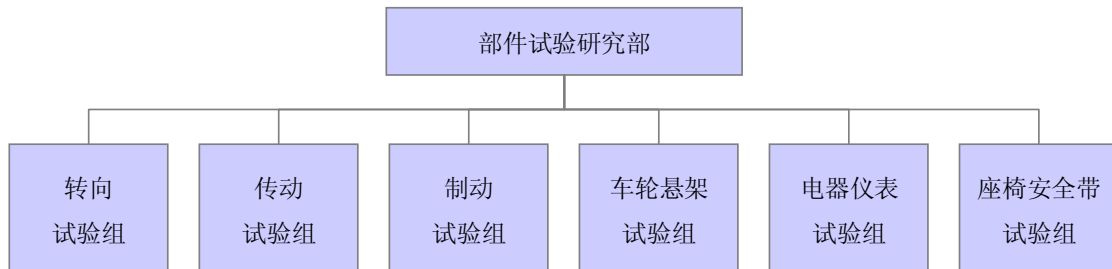 部件试验研究部
转向
试验组
传动
试验组
制动
试验组
车轮悬架
试验组
电器仪表
试验组
座椅安全带
试验组